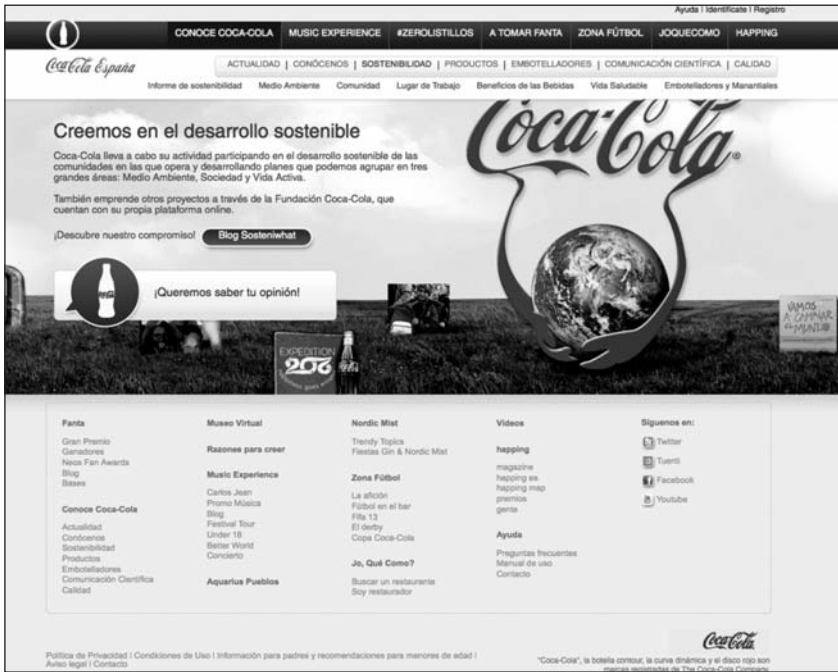 Ayuda | Identifícate | Registro
CONOCE COCA-COLA MUSIC EXPERIENCE #ZEROLISTILLOS A TOMAR FANTA ZONA FÚTBOL JOQUECOMO HAPPING
Coca-Cola España
ACTUALIDAD | CONÓCENOS | SOSTENIBILIDAD | PRODUCTOS | EMBOTELLADORES | COMUNICACIÓN CIENTÍFICA | CALIDAD
Informe de sostenibilidad Medio Ambiente Comunidad Lugar de Trabajo Beneficios de las Bebidas Vida Saludable Embotelladores y Manantiales
Creemos en el desarrollo sostenible
Coca-Cola lleva a cabo su actividad participando en el desarrollo sostenible de las
comunidades en las que opera y desarrollando planes que podemos agrupar en tres
grandes áreas: Medio Ambiente, Sociedad y Vida Activa.
También emprende otros proyectos a través de la Fundación Coca-Cola, que
cuentan con su propia plataforma online.
¡Descubre nuestro compromiso! Blog Sosteniwhat
¡Queremos saber tu opinión!
Coca-Cola®
EXPEDITION
206
VAMOS
A CAMBIAR
EL MUNDO
Fanta
Gran Premio
Ganadores
Neox Fan Awards
Blog
Bases
Conoce Coca-Cola
Actualidad
Conócenos
Sostenibilidad
Productos
Embotelladores
Comunicación Científica
Calidad
Museo Virtual
Razones para creer
Music Experience
Carlos Jean
Promo Música
Blog
Festival Tour
Under 18
Better World
Concierto
Aquarius Pueblos
Nordic Mist
Trendy Topics
Fiestas Gin & Nordic Mist
Zona Fútbol
La afición
Fútbol en el bar
Fifa 13
El derby
Copa Coca-Cola
Jo, Qué Como?
Buscar un restaurante
Soy restaurador
Videos
happing
magazine
happing es
happing map
premios
gente
Ayuda
Preguntas frecuentes
Manual de uso
Contacto
Síguenos en:
Twitter
Tuenti
Facebook
Youtube
Política de Privacidad | Condiciones de Uso | Información para padres y recomendaciones para menores de edad |
Aviso legal | Contacto
Coca-Cola
"Coca-Cola", la botella contour, la curva dinámica y el disco rojo son
marcas registradas de The Coca-Cola Company